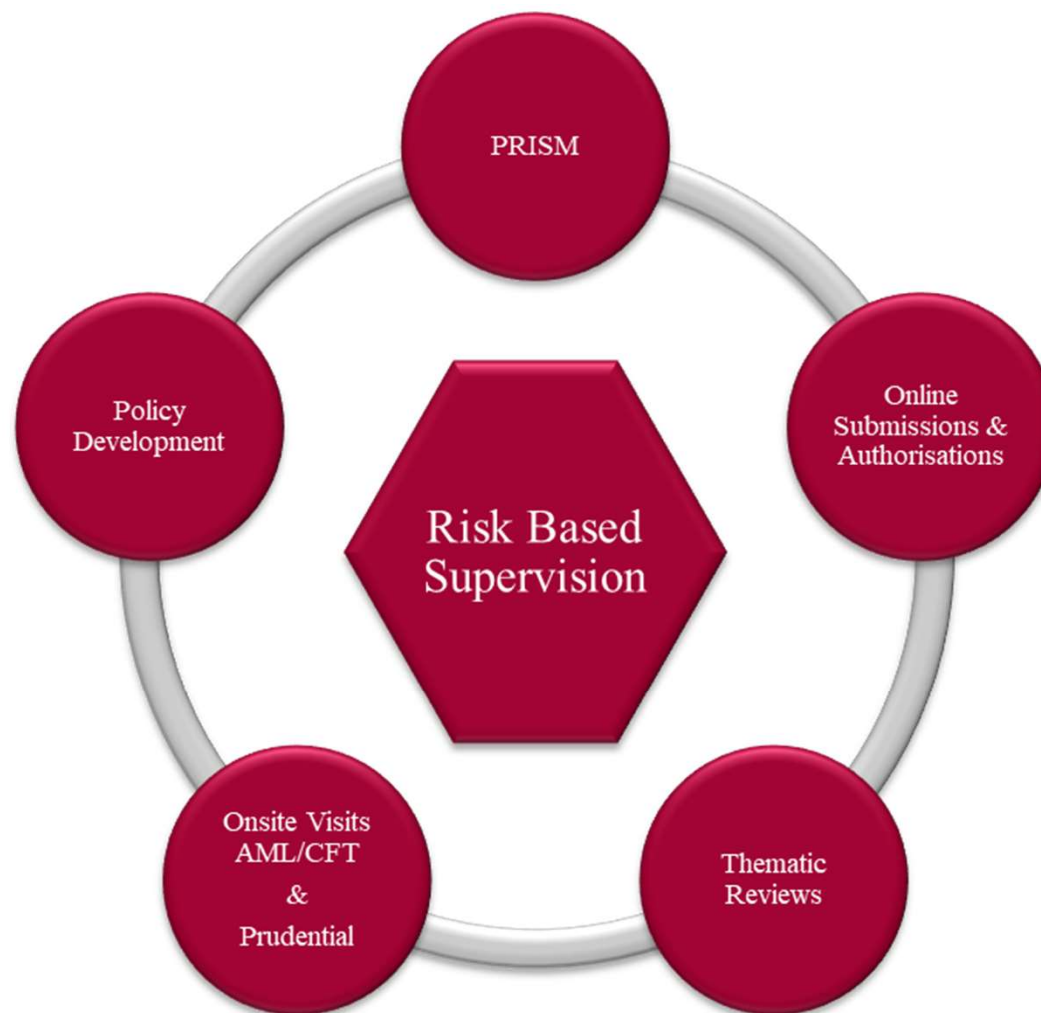 PRISM
Policy
Development
Online
Submissions &
Authorisations
Risk Based
Supervision
Onsite Visits
AML/CFT
&
Prudential
Thematic
Reviews